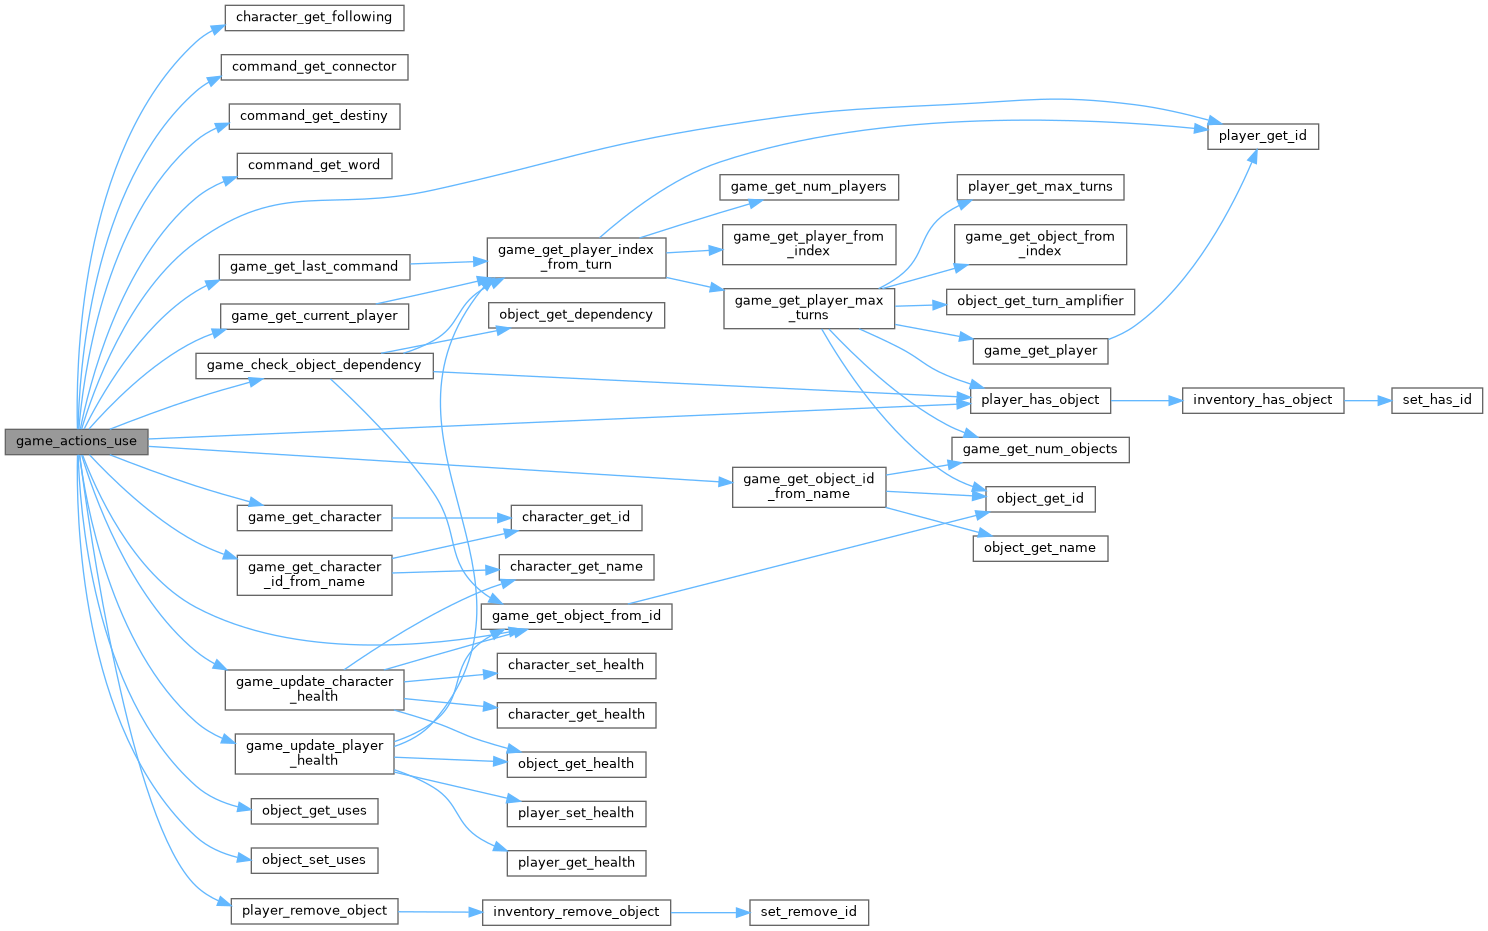 character_get_following
command_get_connector
command_get_destiny
player_get_id
command_get_word
game_get_num_players
player_get_max_turns
game_get_player_from
_index
game_get_object_from
_index
game_get_player_index
_from_turn
game_get_last_command
game_get_player_max
_turns
object_get_turn_amplifier
game_get_current_player
object_get_dependency
game_get_player
game_check_object_dependency
player_has_object
inventory_has_object
set_has_id
game_actions_use
game_get_num_objects
game_get_object_id
_from_name
object_get_id
game_get_character
character_get_id
object_get_name
game_get_character
_id_from_name
character_get_name
game_get_object_from_id
character_set_health
game_update_character
_health
character_get_health
game_update_player
_health
object_get_health
object_get_uses
player_set_health
object_set_uses
player_get_health
player_remove_object
inventory_remove_object
set_remove_id